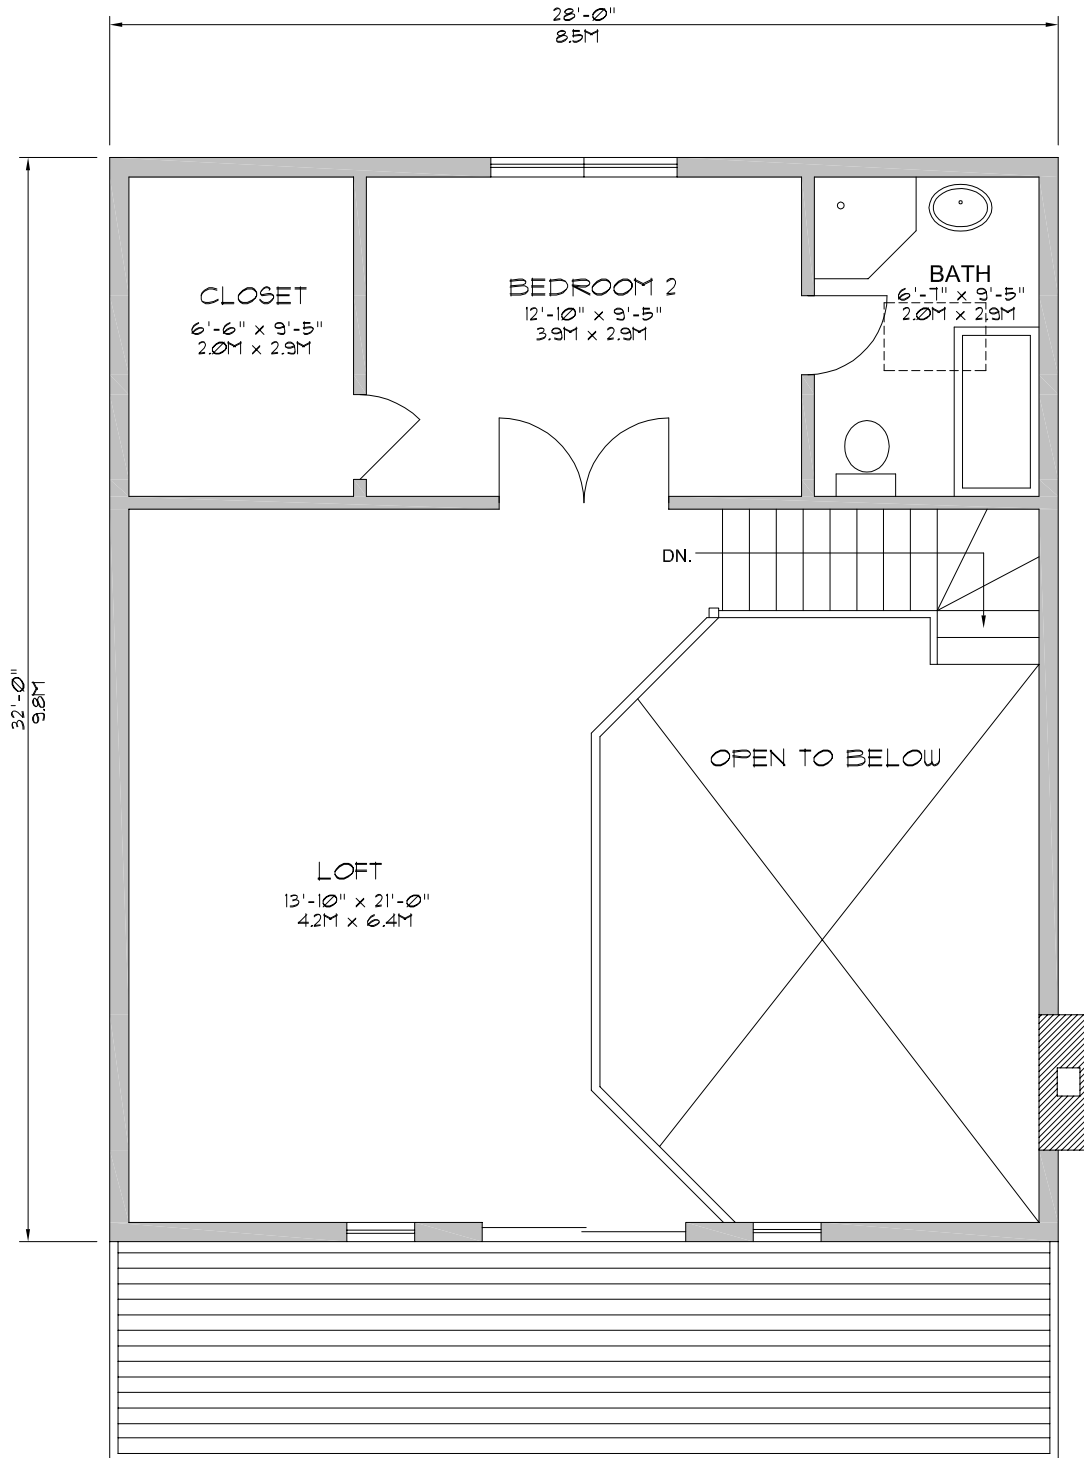 28'-0"
8.5M
CLOSET
6'-6" x 9'-5"
2.0M x 2.9M
BEDROOM 2
12'-10" x 9'-5"
3.9M x 2.9M
BATH
6'-7" x 9'-5"
2.0M x 2.9M
DN.
32'-0"
9.8M
OPEN TO BELOW
LOFT
13'-10" x 21'-0"
4.2M x 6.4M